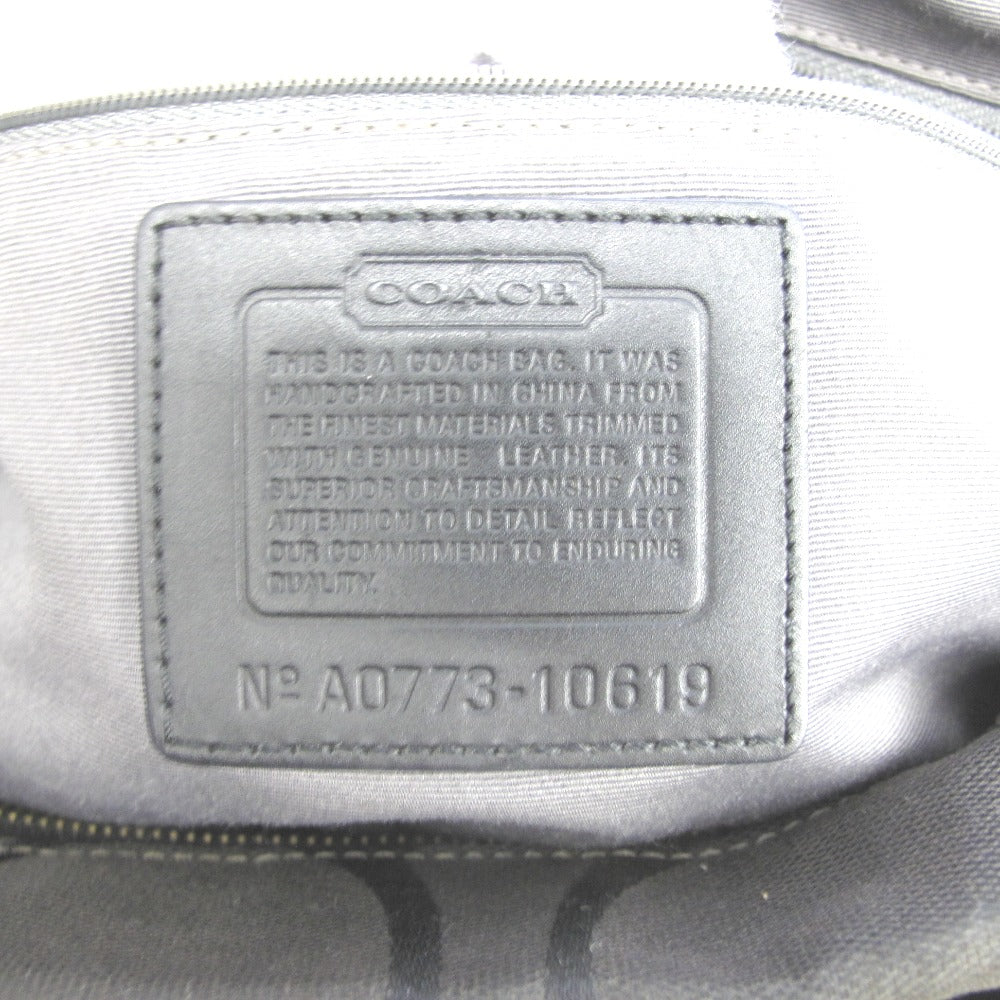 COACH
THIS IS A COACH BAG. IT WAS
HANDCRAFTED IN CHINA FROM
THE FINEST MATERIALS TRIMMED
WITH GENUINE LEATHER. ITS
SUPERIOR CRAFTSMANSHIP AND
ATTENTION TO DETAIL REFLECT
OUR COMMITMENT TO ENDURING
QUALITY.
Nº A0773-10619